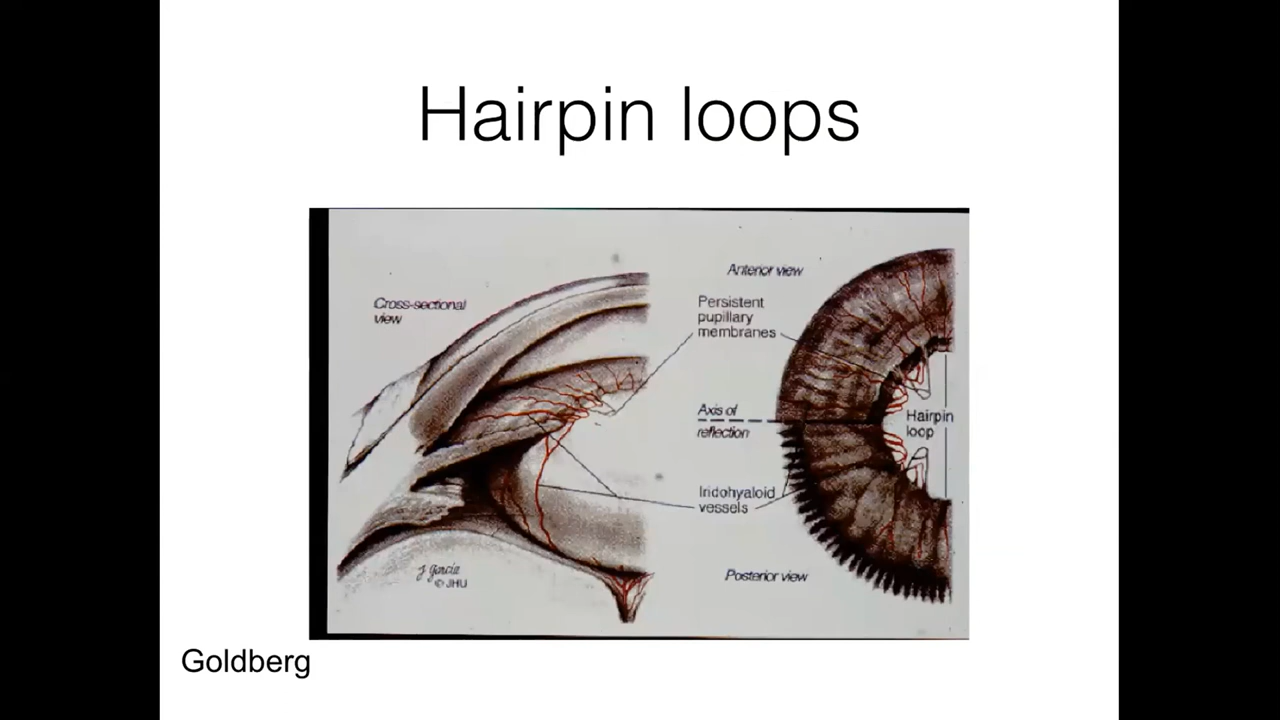 Hairpin loops
Cross-sectional
view
Anterior view
Persistent
pupillary
membranes
Axis of
reflection
Hairpin
loop
Iridohyaloid
vessels
Posterior view
J Garcia
© JHU
Goldberg